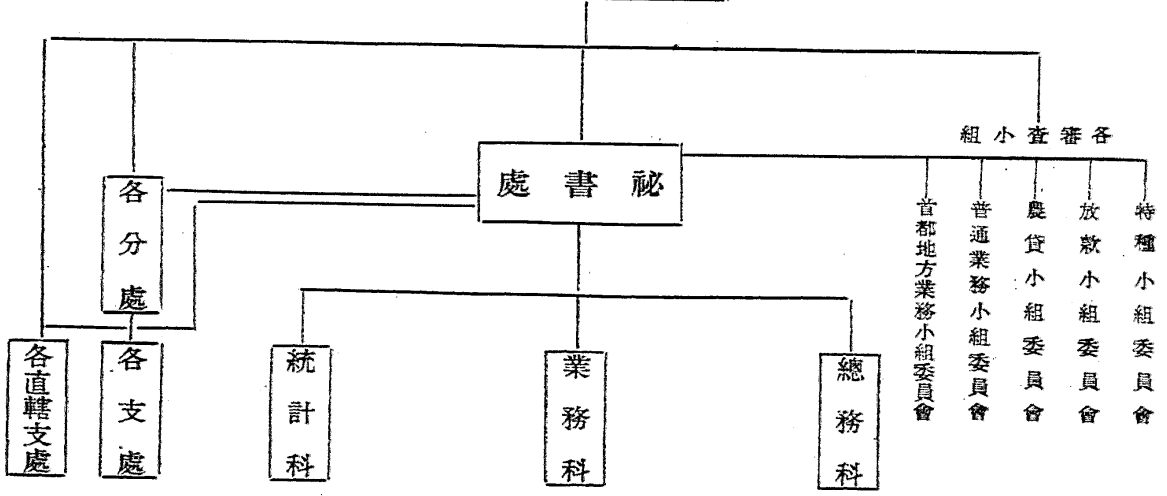 各審查小組
祕書處
特種小組委員會
放款小組委員會
農貸小組委員會
普通業務小組委員會
首都地方業務小組委員會
各分處
總務科
業務科
統計科
各支處
各直轄支處